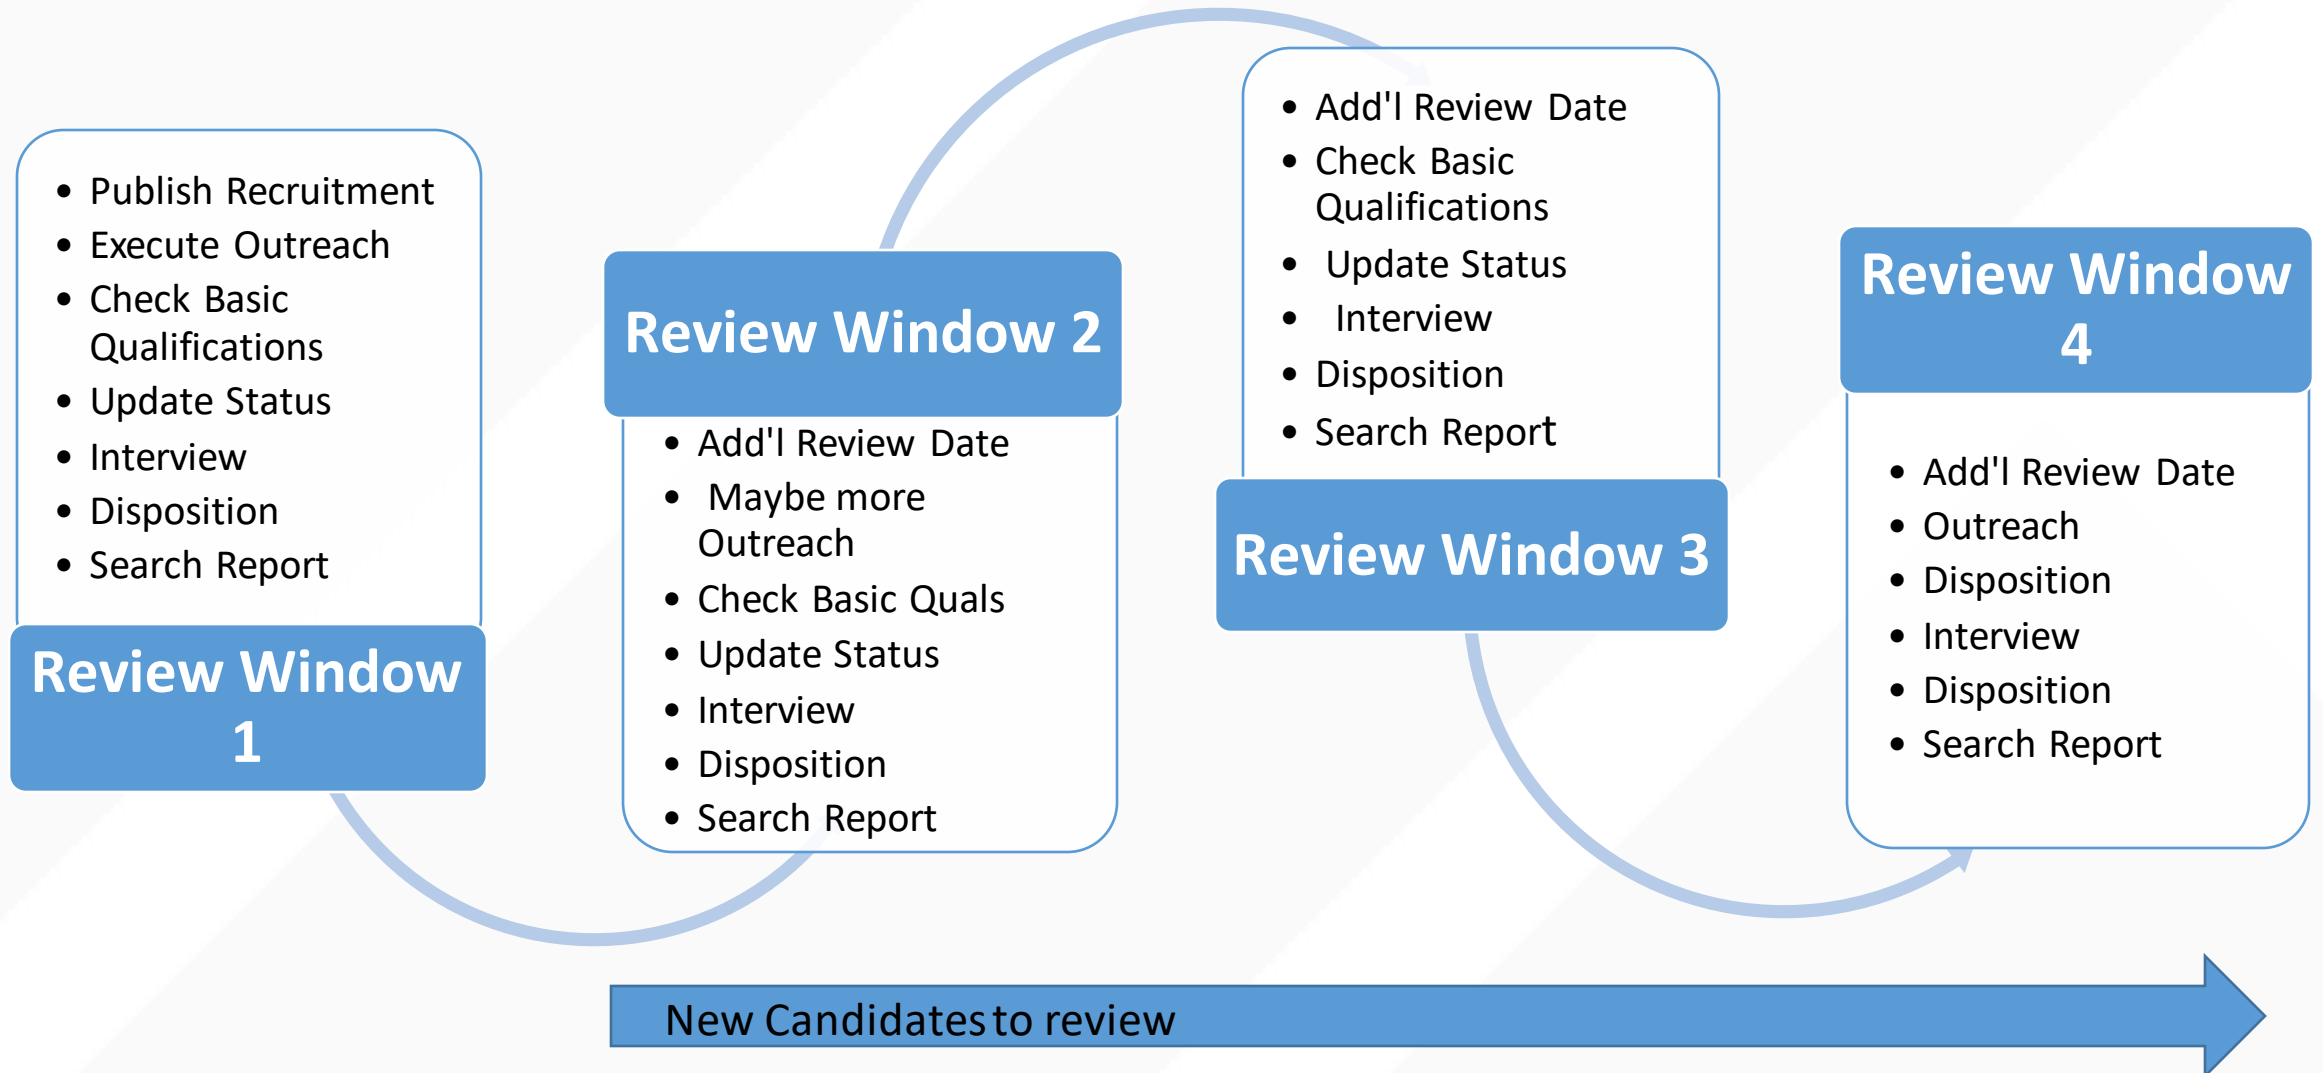 • Publish Recruitment
• Execute Outreach
• Check Basic
Qualifications
• Update Status
• Interview
• Disposition
• Search Report
Review Window
1
Review Window 2
• Add'l Review Date
• Maybe more
Outreach
• Check Basic Quals
• Update Status
• Interview
• Disposition
• Search Report
• Add'l Review Date
• Check Basic
Qualifications
• Update Status
• Interview
• Disposition
• Search Report
Review Window 3
Review Window
4
• Add'l Review Date
• Outreach
• Disposition
• Interview
• Disposition
• Search Report
New Candidates to review